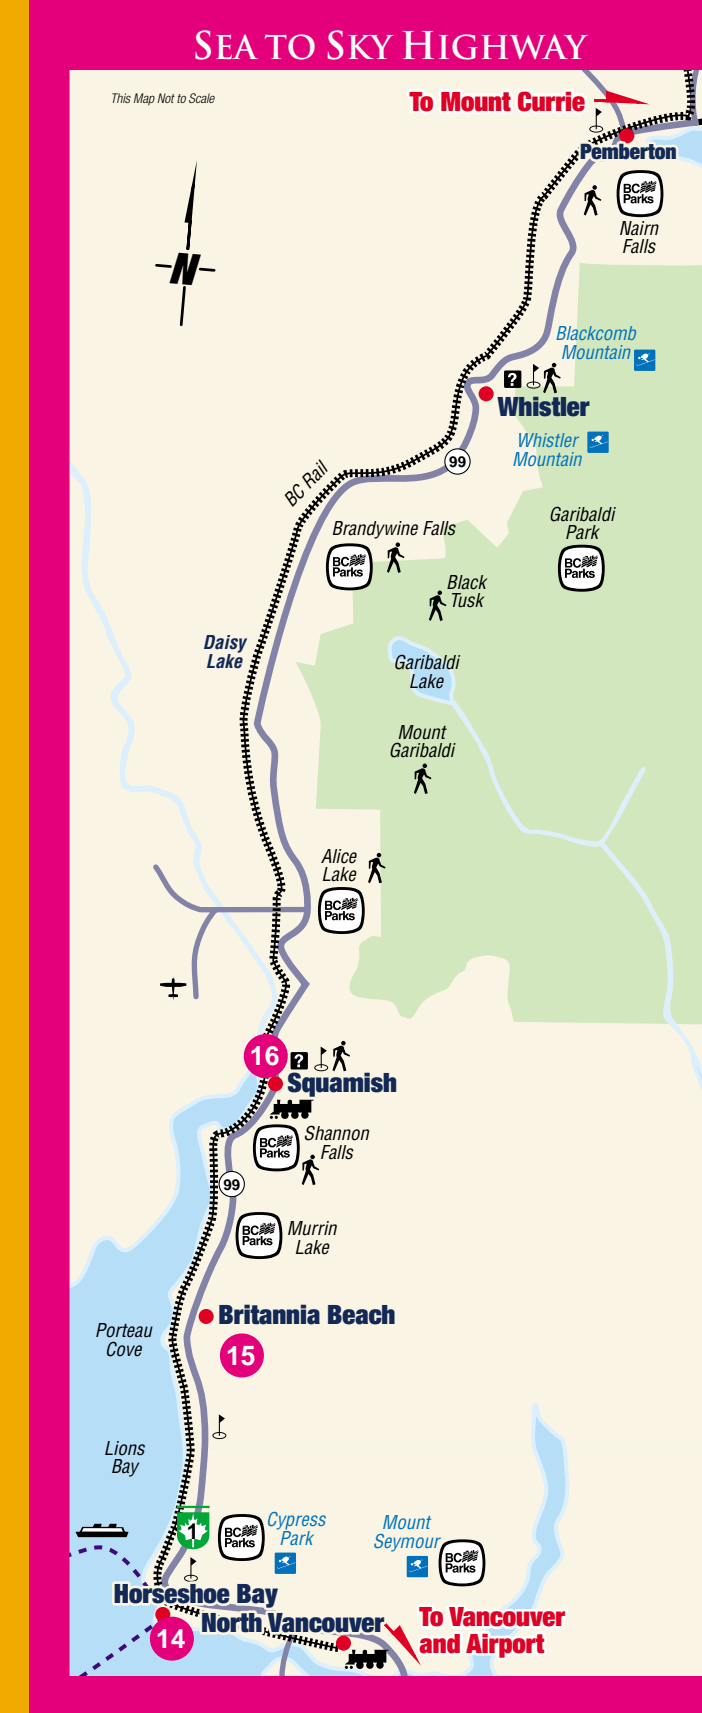 SEA TO SKY HIGHWAY
This Map Not to Scale
To Mount Currie
Pemberton
BC
Parks
Nairn
Falls
N
Blackcomb
Mountain
?
Whistler
Whistler
Mountain
99
BC Rail
Garibaldi
Park
BC
Parks
Brandywine Falls
BC
Parks
Black
Tusk
Daisy
Lake
Garibaldi
Lake
Mount
Garibaldi
Alice
Lake
BC
Parks
16
?
Squamish
BC
Parks
Shannon
Falls
99
BC
Parks
Murrin
Lake
Britannia Beach
Porteau
Cove
15
Lions
Bay
1
BC
Parks
Cypress
Park
Mount
Seymour
BC
Parks
Horseshoe Bay
North Vancouver
To Vancouver
and Airport
14